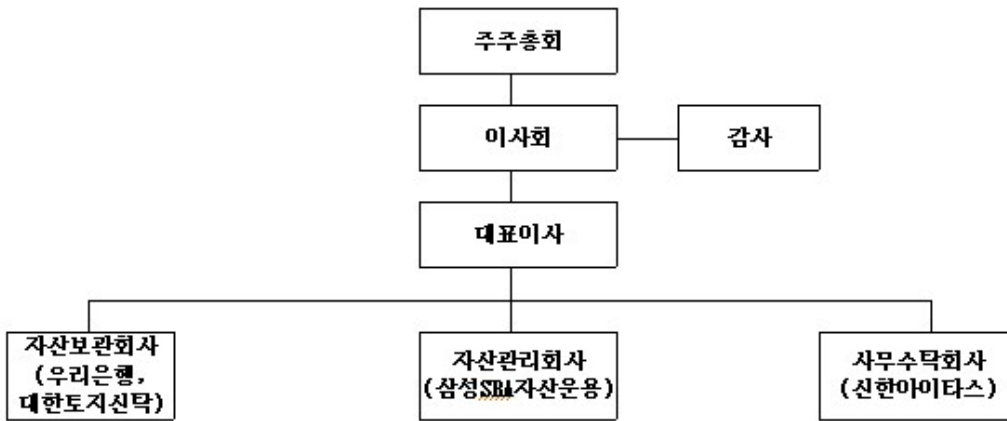 주주총회
이사회
감사
대표이사
자산보관회사
(우리은행,
대한토지신탁)
자산관리회사
(삼성SRA자산운용)
사무수탁회사
(신한아이타스)